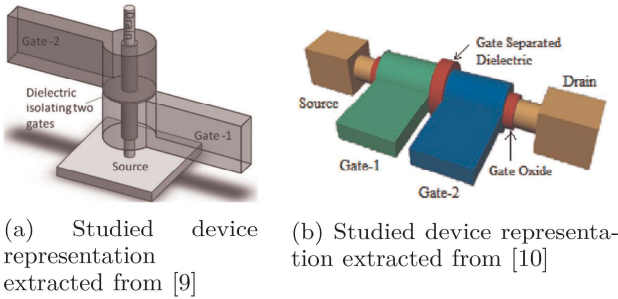 Drain
Gate -2
Dielectric
isolating two
gates
Gate -1
Source
(a) Studied device
representation
extracted from [9]
Gate Separated
Dielectric
Drain
Source
Gate-1
Gate-2
Gate Oxide
(b) Studied device representa-
tion extracted from [10]